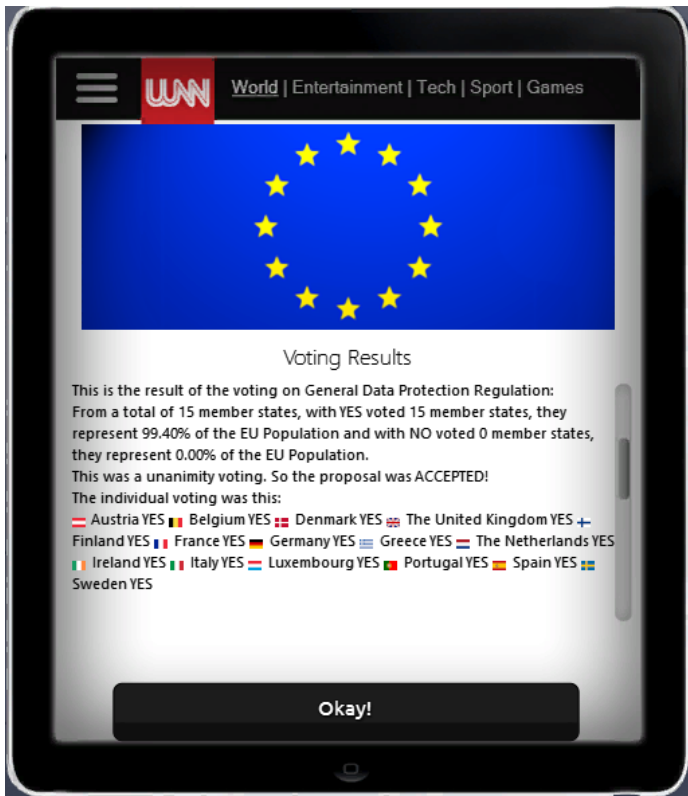 WNN
World | Entertainment | Tech | Sport | Games
Voting Results
This is the result of the voting on General Data Protection Regulation:
From a total of 15 member states, with YES voted 15 member states, they
represent 99.40% of the EU Population and with NO voted 0 member states,
they represent 0.00% of the EU Population.
This was a unanimity voting. So the proposal was ACCEPTED!
The individual voting was this:
Austria YES Belgium YES Denmark YES The United Kingdom YES
Finland YES France YES Germany YES Greece YES The Netherlands YES
Ireland YES Italy YES Luxembourg YES Portugal YES Spain YES
Sweden YES
Okay!